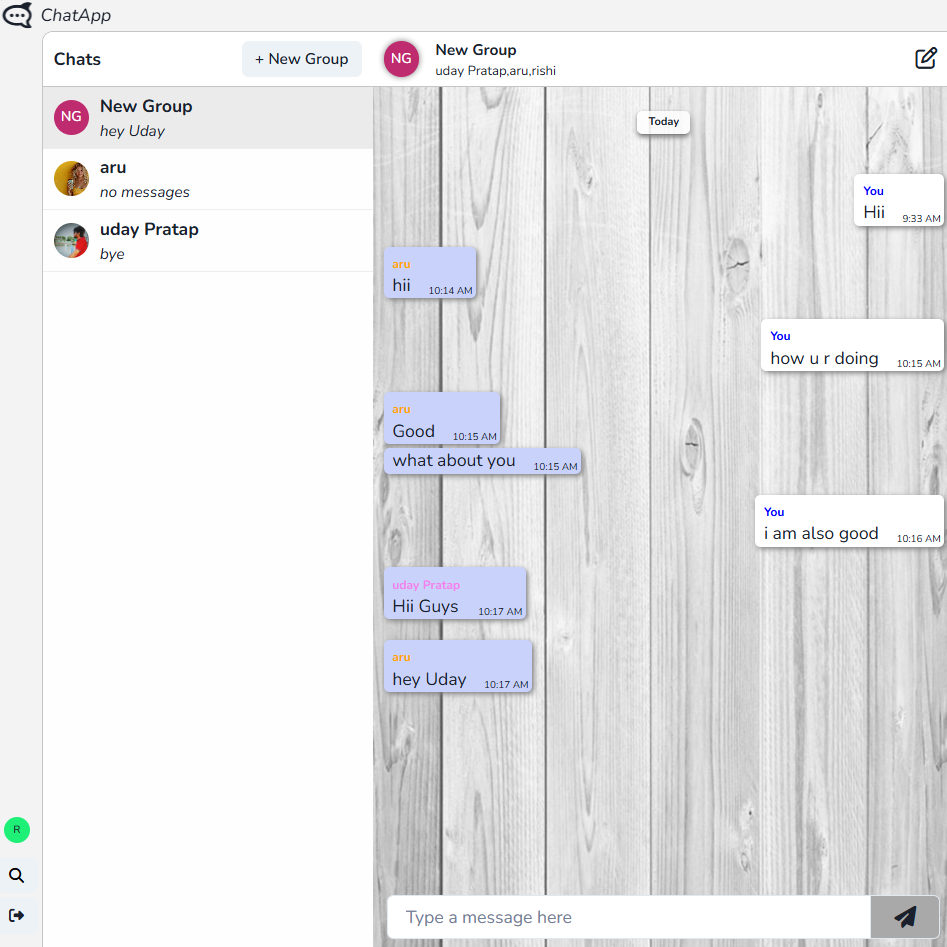 ChatApp
Chats
+ New Group
NG
New Group
hey Uday
aru
no messages
uday Pratap
bye
R
NG
New Group
uday Pratap,aru,rishi
Today
You
Hii 9:33 AM
aru
hii 10:14 AM
You
how u r doing 10:15 AM
aru
Good 10:15 AM
what about you 10:15 AM
You
i am also good 10:16 AM
uday Pratap
Hii Guys 10:17 AM
aru
hey Uday 10:17 AM
Type a message here